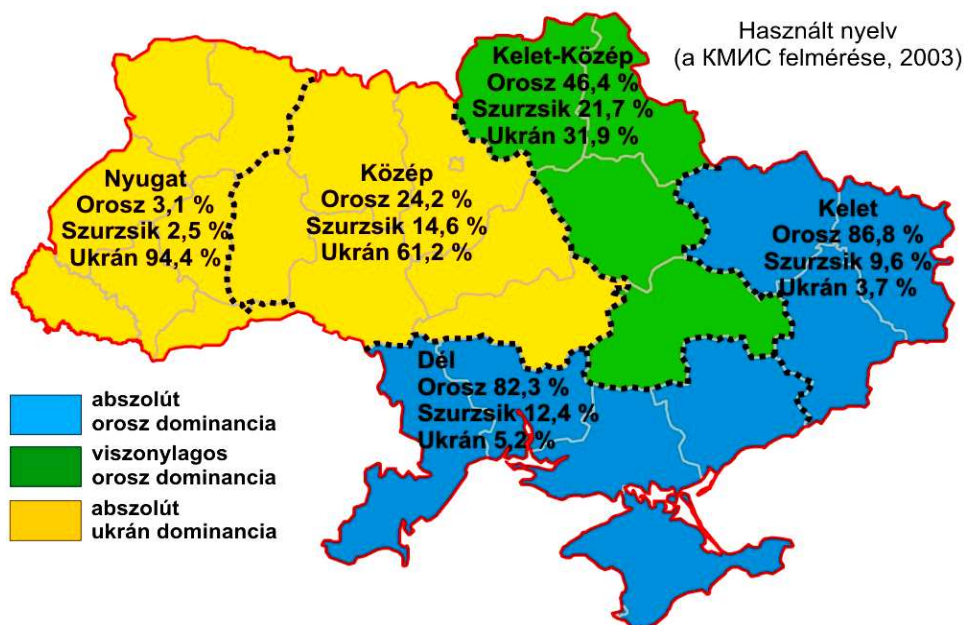 Használt nyelv
(a КМИС felmérése, 2003)
Kelet-Közép
Orosz 46,4 %
Szurzsik 21,7 %
Ukrán 31,9 %
Nyugat
Orosz 3,1 %
Szurzsik 2,5 %
Ukrán 94,4 %
Közép
Orosz 24,2 %
Szurzsik 14,6 %
Ukrán 61,2 %
Kelet
Orosz 86,8 %
Szurzsik 9,6 %
Ukrán 3,7 %
Dél
Orosz 82,3 %
Szurzsik 12,4 %
Ukrán 5,2 %
abszolút
orosz dominancia
viszonylagos
orosz dominancia
abszolút
ukrán dominancia